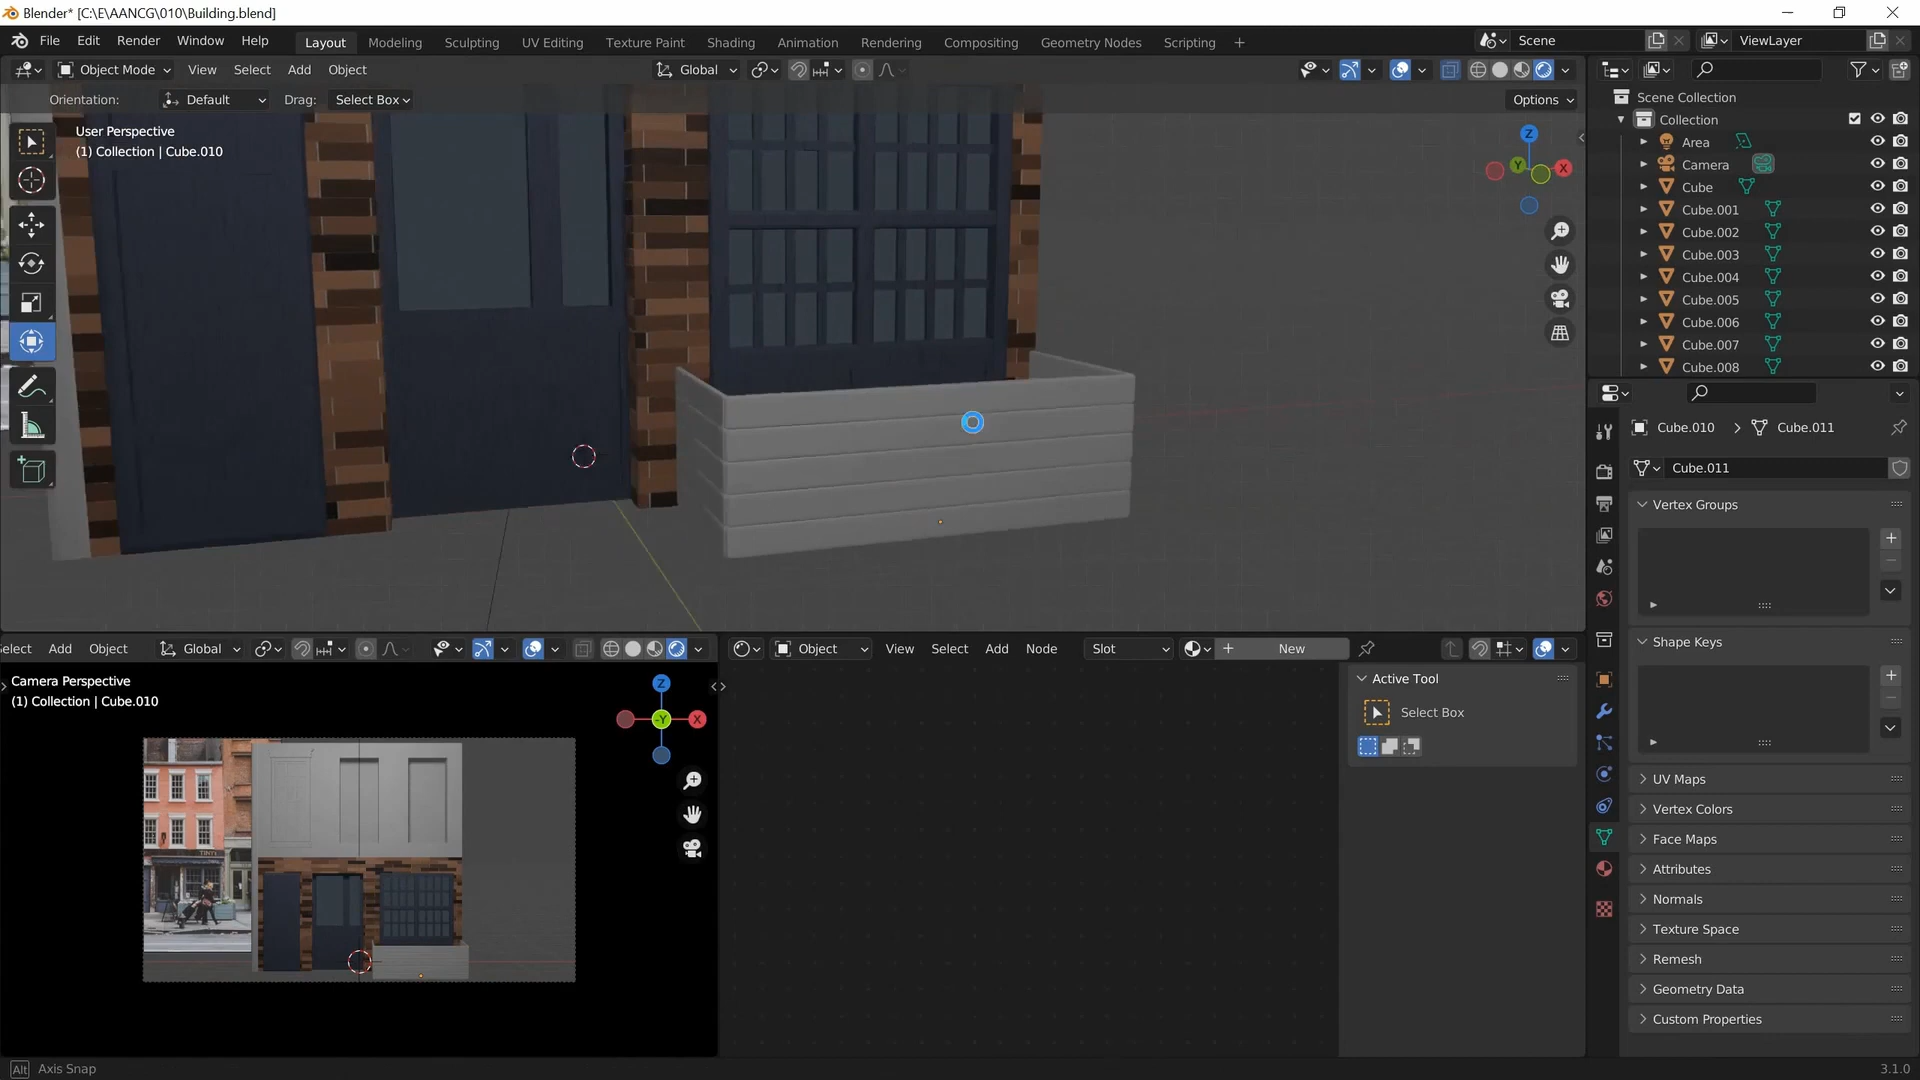 Blender* [C:\E\AANCG\010\Building.blend]
File Edit Render Window Help Layout Modeling Sculpting UV Editing Texture Paint Shading Animation Rendering Compositing Geometry Nodes Scripting Scene ViewLayer
Object Mode View Select Add Object Global
Orientation: Default Drag: Select Box Options
User Perspective
(1) Collection | Cube.010
Z
Y
X
Scene Collection
Collection
Area
Camera
Cube
Cube.001
Cube.002
Cube.003
Cube.004
Cube.005
Cube.006
Cube.007
Cube.008
Cube.010 Cube.011
Cube.011
Vertex Groups
Shape Keys
UV Maps
Vertex Colors
Face Maps
Attributes
Normals
Texture Space
Remesh
Geometry Data
Custom Properties
elect Add Object Global
Camera Perspective
(1) Collection | Cube.010
Z
-Y
X
Object View Select Add Node Slot New
Active Tool
Select Box
Alt Axis Snap
3.1.0